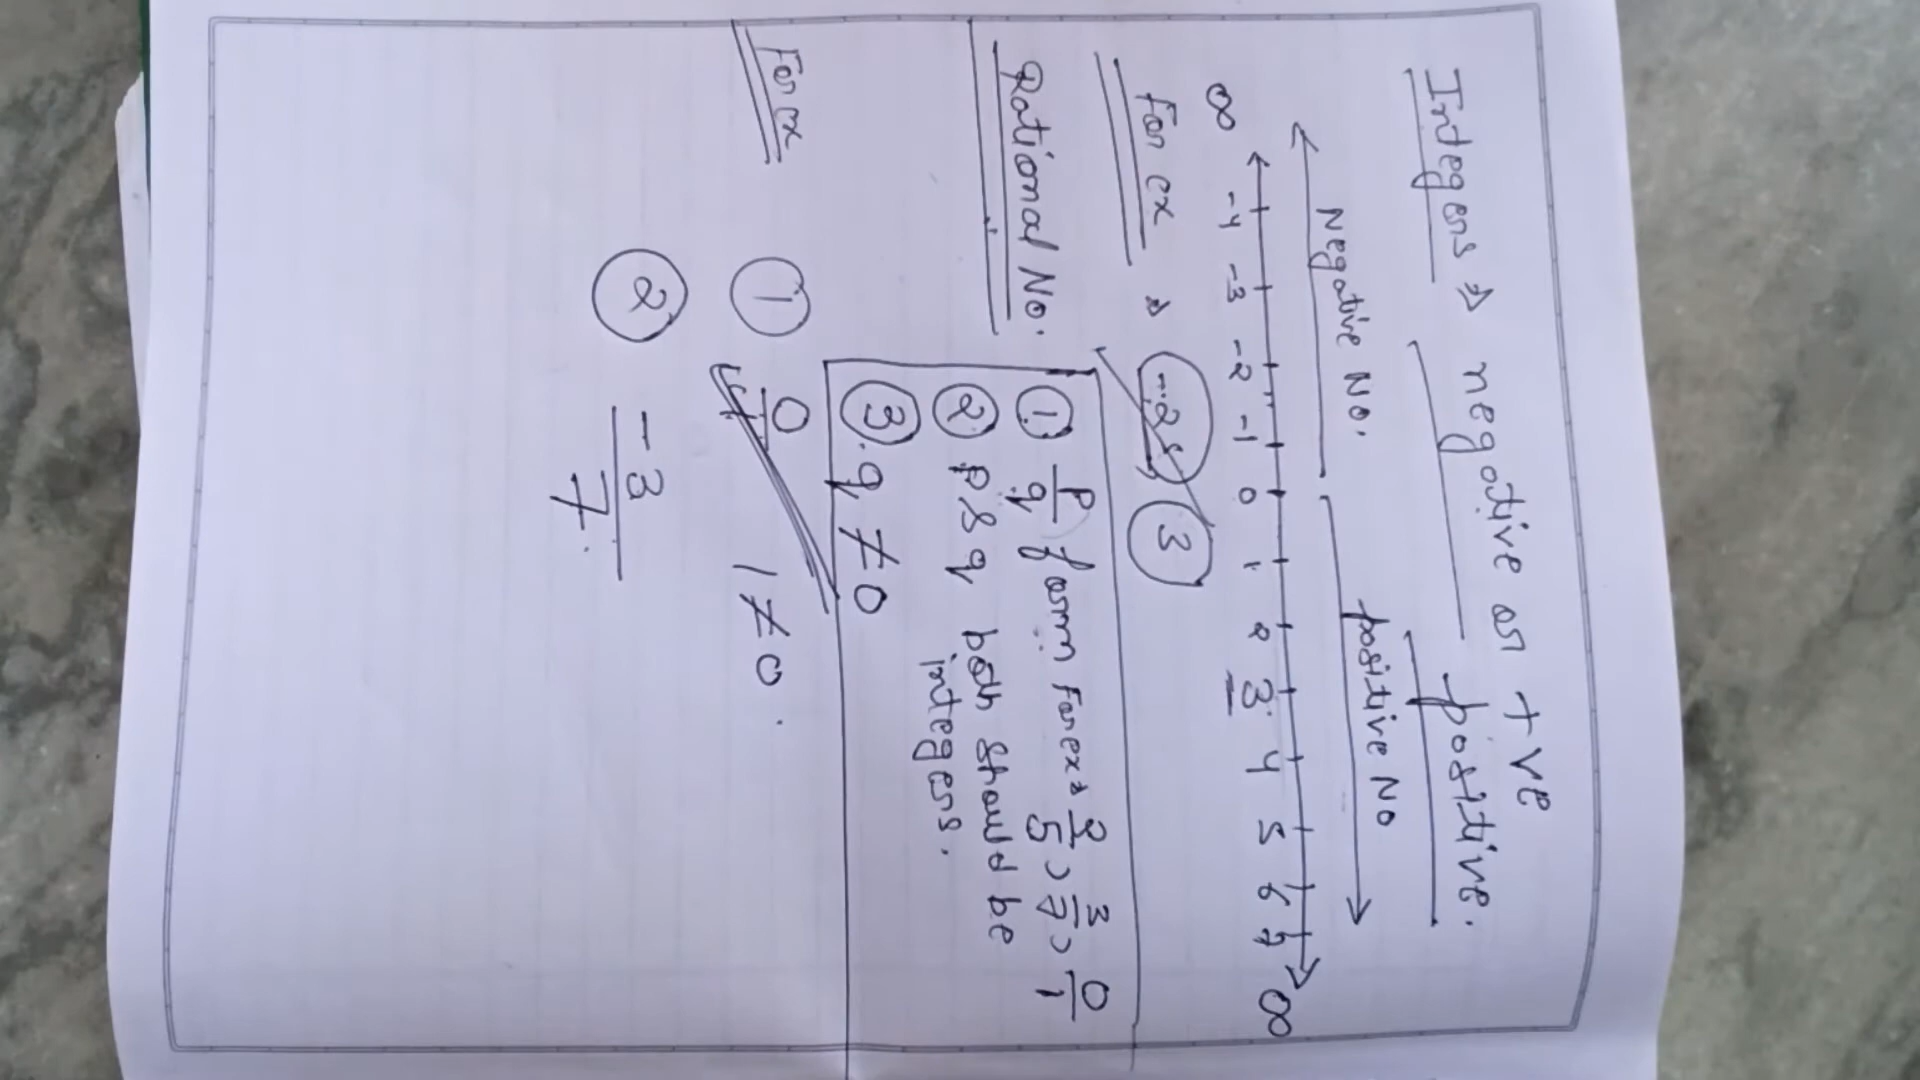 Integers ⇒ negative or +ve
positive.
Negative No. positive No
∞ -4 -3 -2 -1 0 1 2 3 4 5 6 7 ∞
For ex ⇒ -2 3
Rational No.
① p/q form For ex⇒ 2/5, 3/7, 0/1
② p & q both should be
integers.
③ q ≠ 0
For ex
① 0/1 1 ≠ 0.
② -3/7.